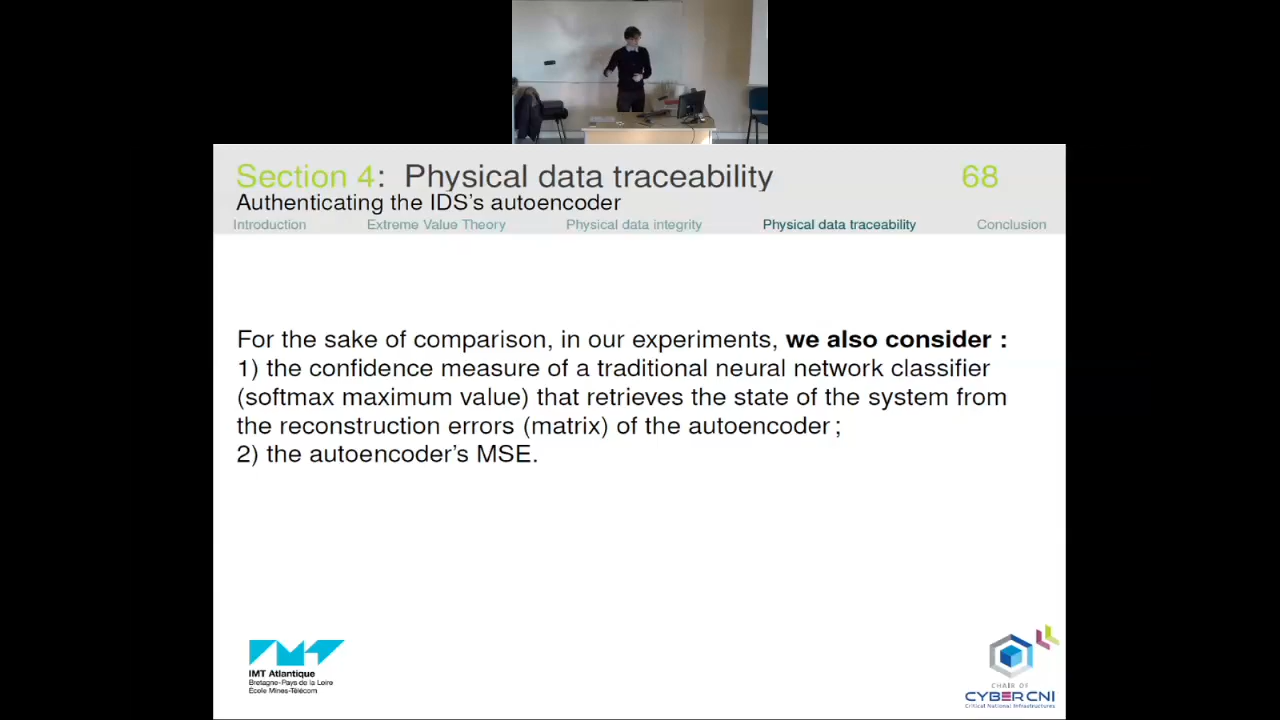 Section 4: Physical data traceability
68
Authenticating the IDS's autoencoder
Introduction Extreme Value Theory Physical data integrity Physical data traceability Conclusion
For the sake of comparison, in our experiments, we also consider :
1) the confidence measure of a traditional neural network classifier
(softmax maximum value) that retrieves the state of the system from
the reconstruction errors (matrix) of the autoencoder ;
2) the autoencoder's MSE.
IMT Atlantique
Bretagne-Pays de la Loire
École Mines-Télécom
CHAIR OF
CYBERCNI
Critical National Infrastructures